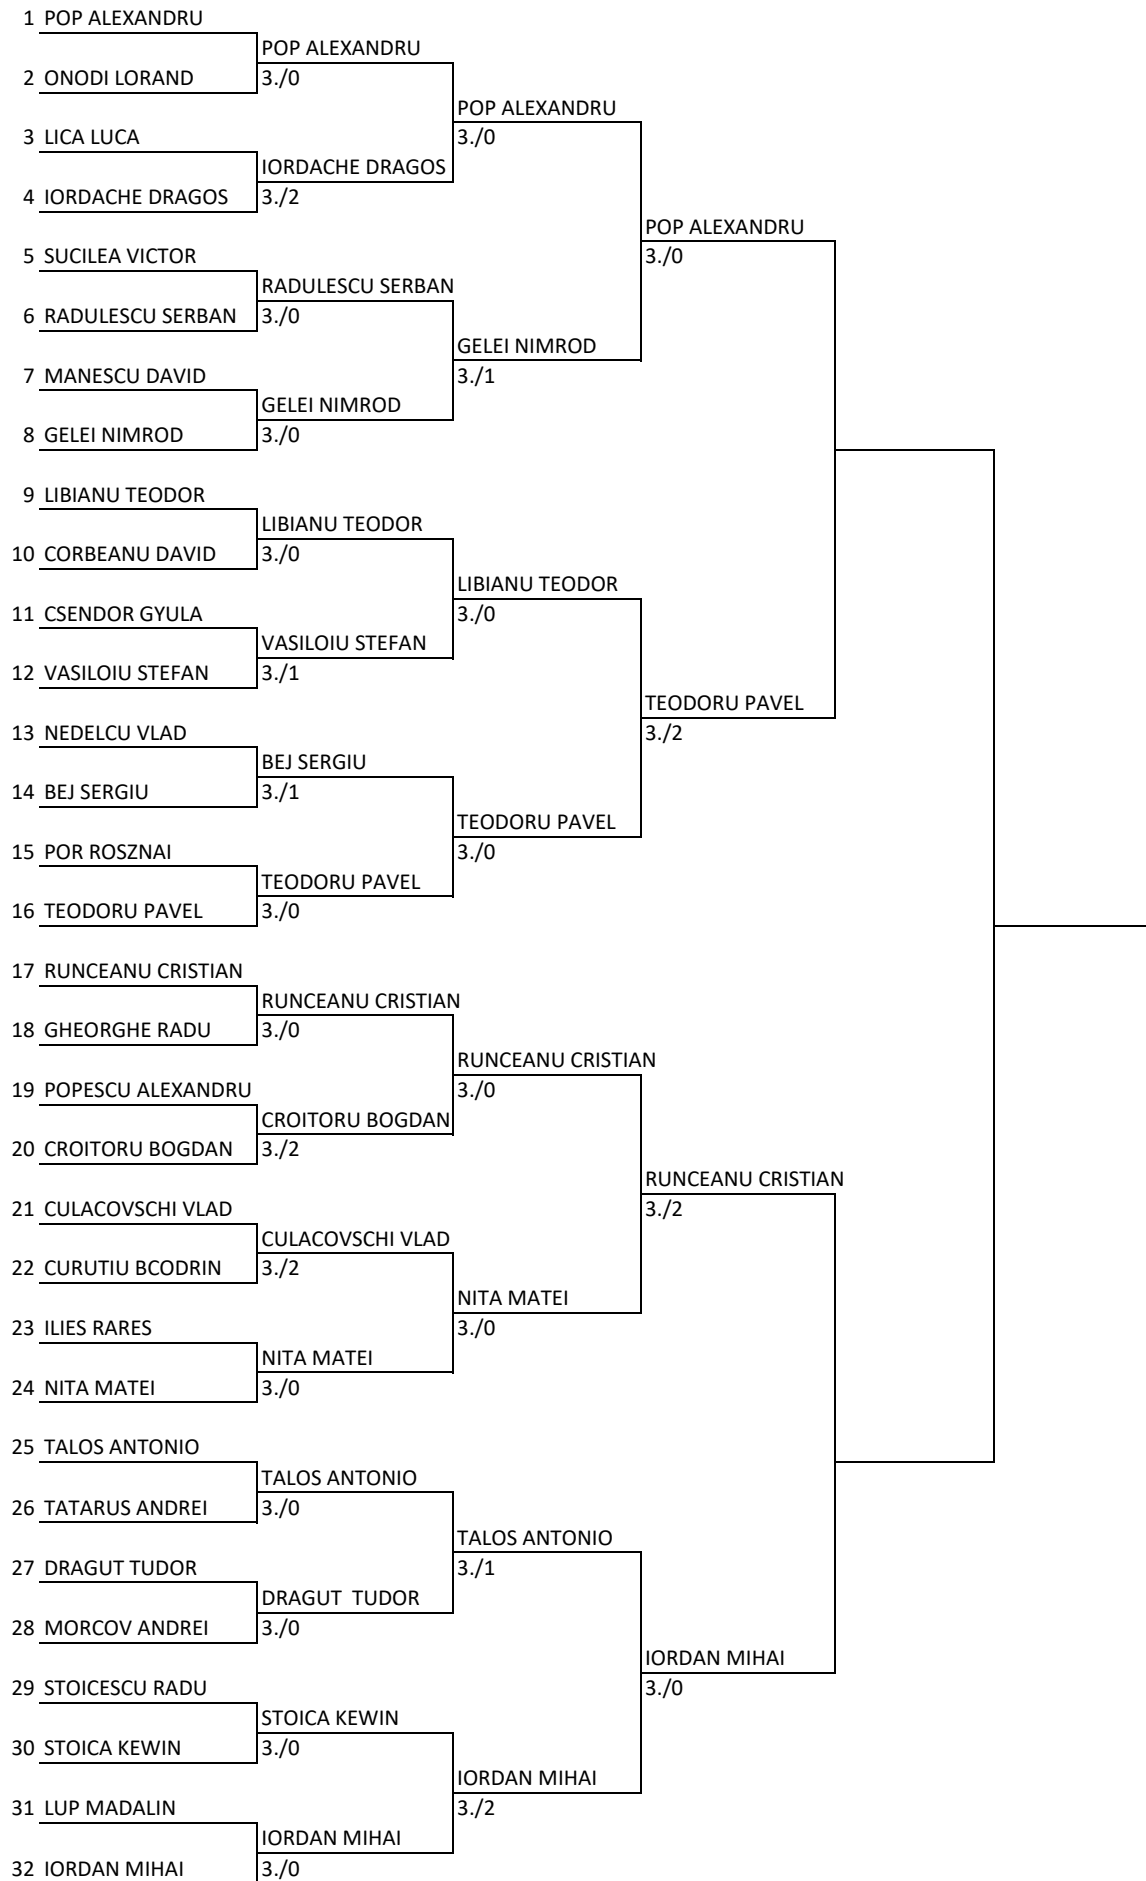 1 POP ALEXANDRU
POP ALEXANDRU
2 ONODI LORAND
3./0
POP ALEXANDRU
3 LICA LUCA
3./0
IORDACHE DRAGOS
4 IORDACHE DRAGOS
3./2
POP ALEXANDRU
5 SUCILEA VICTOR
3./0
RADULESCU SERBAN
6 RADULESCU SERBAN
3./0
GELEI NIMROD
7 MANESCU DAVID
3./1
GELEI NIMROD
8 GELEI NIMROD
3./0
9 LIBIANU TEODOR
LIBIANU TEODOR
10 CORBEANU DAVID
3./0
LIBIANU TEODOR
11 CSENDOR GYULA
3./0
VASILOIU STEFAN
12 VASILOIU STEFAN
3./1
TEODORU PAVEL
13 NEDELCU VLAD
3./2
BEJ SERGIU
14 BEJ SERGIU
3./1
TEODORU PAVEL
15 POR ROSZNAI
3./0
TEODORU PAVEL
16 TEODORU PAVEL
3./0
17 RUNCEANU CRISTIAN
RUNCEANU CRISTIAN
18 GHEORGHE RADU
3./0
RUNCEANU CRISTIAN
19 POPESCU ALEXANDRU
3./0
CROITORU BOGDAN
20 CROITORU BOGDAN
3./2
RUNCEANU CRISTIAN
21 CULACOVSCHI VLAD
3./2
CULACOVSCHI VLAD
22 CURUTIU BCODRIN
3./2
NITA MATEI
23 ILIES RARES
3./0
NITA MATEI
24 NITA MATEI
3./0
25 TALOS ANTONIO
TALOS ANTONIO
26 TATARUS ANDREI
3./0
TALOS ANTONIO
27 DRAGUT TUDOR
3./1
DRAGUT  TUDOR
28 MORCOV ANDREI
3./0
IORDAN MIHAI
29 STOICESCU RADU
3./0
STOICA KEWIN
30 STOICA KEWIN
3./0
IORDAN MIHAI
31 LUP MADALIN
3./2
IORDAN MIHAI
32 IORDAN MIHAI
3./0